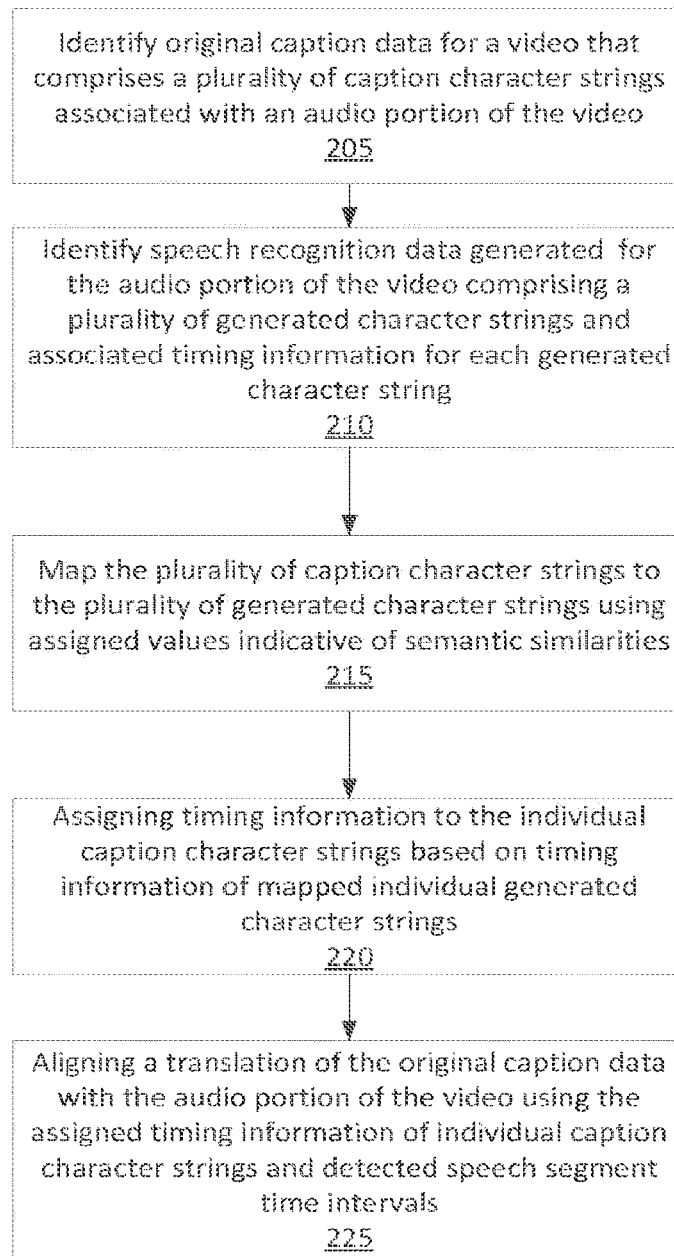 Identify original caption data for a video that
comprises a plurality of caption character strings
associated with an audio portion of the video
205
Identify speech recognition data generated for
the audio portion of the video comprising a
plurality of generated character strings and
associated timing information for each generated
character string
210
Map the plurality of caption character strings to
the plurality of generated character strings using
assigned values indicative of semantic similarities
215
Assigning timing information to the individual
caption character strings based on timing
information of mapped individual generated
character strings
220
Aligning a translation of the original caption data
with the audio portion of the video using the
assigned timing information of individual caption
character strings and detected speech segment
time intervals
225